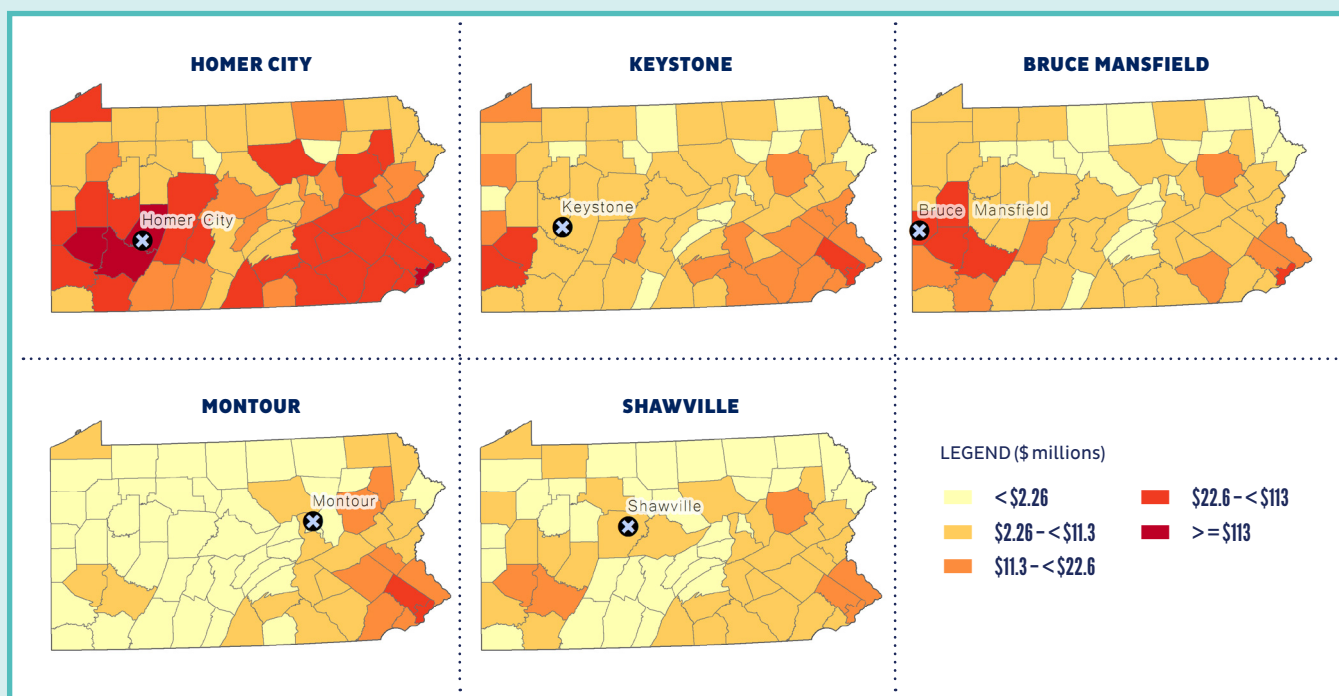 HOMER CITY
KEYSTONE
BRUCE MANSFIELD
Homer City
Keystone
Bruce Mansfield
MONTOUR
SHAWVILLE
Montour
Shawville
LEGEND ($ millions)
< $2.26
$2.26 – < $11.3
$11.3 – < $22.6
$22.6 – < $113
> = $113